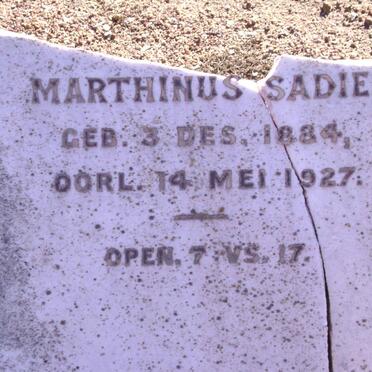 MARTHINUS SADIE
GEB. 3 DES. 1884,
OORL. 14 MEI 1927.
OPEN. 7 VS. 17.